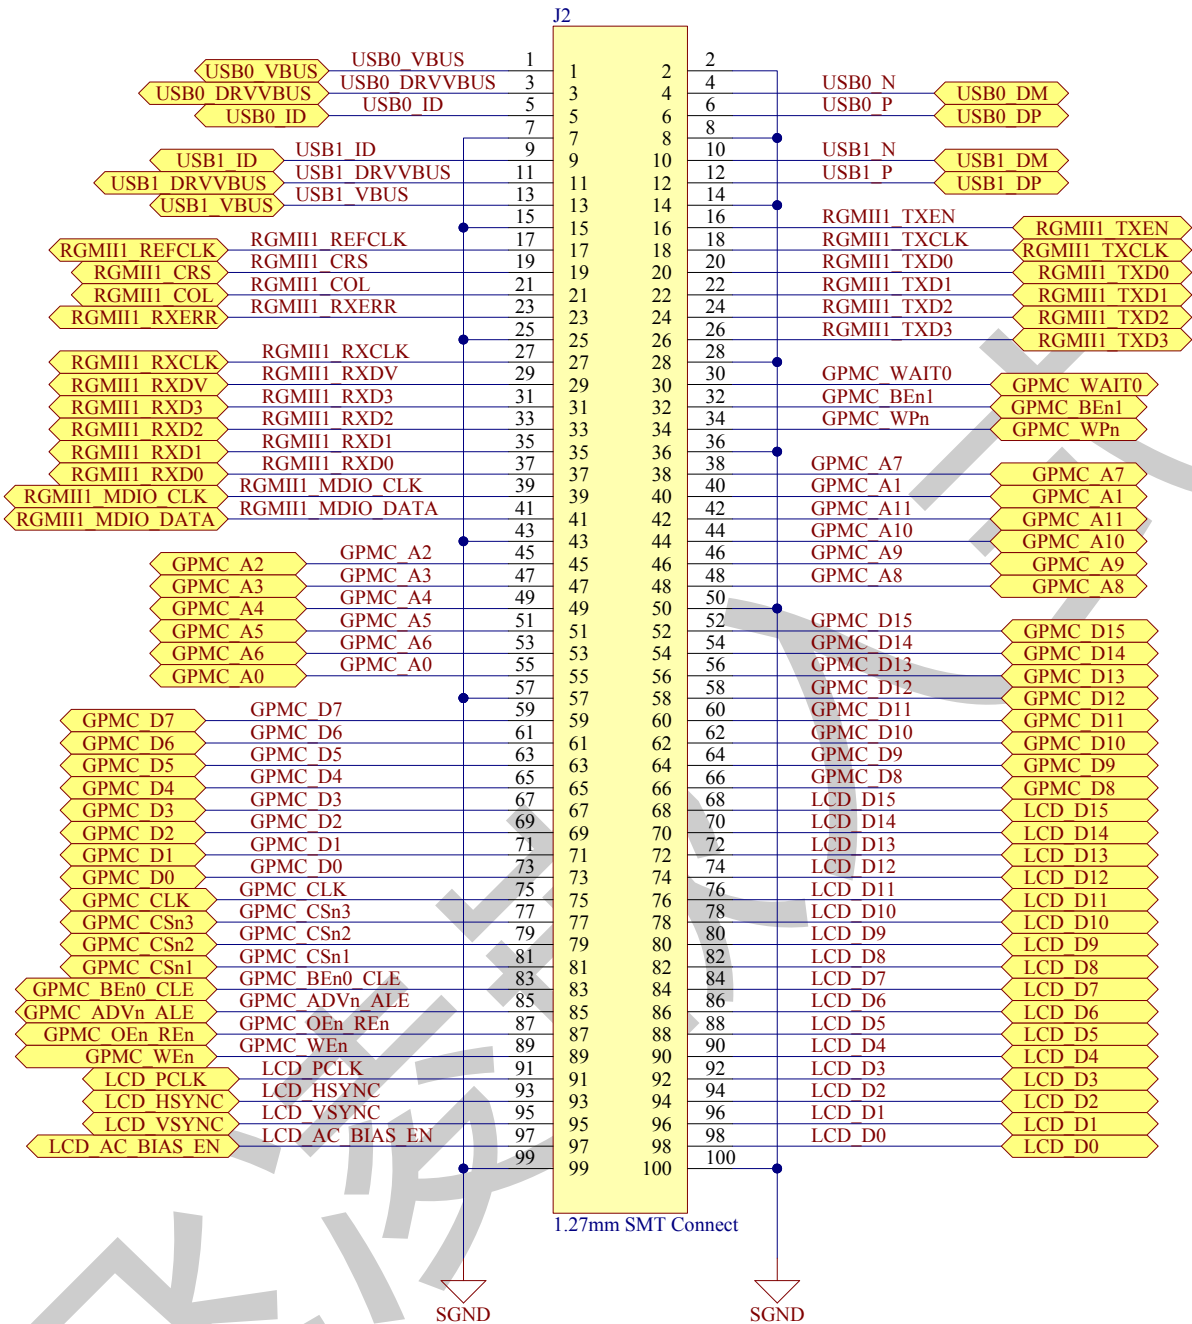 J2
USB0_VBUS USB0_VBUS 1 1 2 2
USB0_DRVVBUS USB0_DRVVBUS 3 3 4 4 USB0_N USB0_DM
USB0_ID USB0_ID 5 5 6 6 USB0_P USB0_DP
7 7 8 8
USB1_ID USB1_ID 9 9 10 10 USB1_N USB1_DM
USB1_DRVVBUS USB1_DRVVBUS 11 11 12 12 USB1_P USB1_DP
USB1_VBUS USB1_VBUS 13 13 14 14
15 15 16 16 RGMII1_TXEN RGMII1_TXEN
RGMII1_REFCLK RGMII1_REFCLK 17 17 18 18 RGMII1_TXCLK RGMII1_TXCLK
RGMII1_CRS RGMII1_CRS 19 19 20 20 RGMII1_TXD0 RGMII1_TXD0
RGMII1_COL RGMII1_COL 21 21 22 22 RGMII1_TXD1 RGMII1_TXD1
RGMII1_RXERR RGMII1_RXERR 23 23 24 24 RGMII1_TXD2 RGMII1_TXD2
25 25 26 26 RGMII1_TXD3 RGMII1_TXD3
RGMII1_RXCLK RGMII1_RXCLK 27 27 28 28
RGMII1_RXDV RGMII1_RXDV 29 29 30 30 GPMC_WAIT0 GPMC_WAIT0
RGMII1_RXD3 RGMII1_RXD3 31 31 32 32 GPMC_BEn1 GPMC_BEn1
RGMII1_RXD2 RGMII1_RXD2 33 33 34 34 GPMC_WPn GPMC_WPn
RGMII1_RXD1 RGMII1_RXD1 35 35 36 36
RGMII1_RXD0 RGMII1_RXD0 37 37 38 38 GPMC_A7 GPMC_A7
RGMII1_MDIO_CLK RGMII1_MDIO_CLK 39 39 40 40 GPMC_A1 GPMC_A1
RGMII1_MDIO_DATA RGMII1_MDIO_DATA 41 41 42 42 GPMC_A11 GPMC_A11
43 43 44 44 GPMC_A10 GPMC_A10
GPMC_A2 GPMC_A2 45 45 46 46 GPMC_A9 GPMC_A9
GPMC_A3 GPMC_A3 47 47 48 48 GPMC_A8 GPMC_A8
GPMC_A4 GPMC_A4 49 49 50 50
GPMC_A5 GPMC_A5 51 51 52 52 GPMC_D15 GPMC_D15
GPMC_A6 GPMC_A6 53 53 54 54 GPMC_D14 GPMC_D14
GPMC_A0 GPMC_A0 55 55 56 56 GPMC_D13 GPMC_D13
57 57 58 58 GPMC_D12 GPMC_D12
GPMC_D7 GPMC_D7 59 59 60 60 GPMC_D11 GPMC_D11
GPMC_D6 GPMC_D6 61 61 62 62 GPMC_D10 GPMC_D10
GPMC_D5 GPMC_D5 63 63 64 64 GPMC_D9 GPMC_D9
GPMC_D4 GPMC_D4 65 65 66 66 GPMC_D8 GPMC_D8
GPMC_D3 GPMC_D3 67 67 68 68 LCD_D15 LCD_D15
GPMC_D2 GPMC_D2 69 69 70 70 LCD_D14 LCD_D14
GPMC_D1 GPMC_D1 71 71 72 72 LCD_D13 LCD_D13
GPMC_D0 GPMC_D0 73 73 74 74 LCD_D12 LCD_D12
GPMC_CLK GPMC_CLK 75 75 76 76 LCD_D11 LCD_D11
GPMC_CSn3 GPMC_CSn3 77 77 78 78 LCD_D10 LCD_D10
GPMC_CSn2 GPMC_CSn2 79 79 80 80 LCD_D9 LCD_D9
GPMC_CSn1 GPMC_CSn1 81 81 82 82 LCD_D8 LCD_D8
GPMC_BEn0_CLE GPMC_BEn0_CLE 83 83 84 84 LCD_D7 LCD_D7
GPMC_ADVn_ALE GPMC_ADVn_ALE 85 85 86 86 LCD_D6 LCD_D6
GPMC_OEn_REn GPMC_OEn_REn 87 87 88 88 LCD_D5 LCD_D5
GPMC_WEn GPMC_WEn 89 89 90 90 LCD_D4 LCD_D4
LCD_PCLK LCD_PCLK 91 91 92 92 LCD_D3 LCD_D3
LCD_HSYNC LCD_HSYNC 93 93 94 94 LCD_D2 LCD_D2
LCD_VSYNC LCD_VSYNC 95 95 96 96 LCD_D1 LCD_D1
LCD_AC_BIAS_EN LCD_AC_BIAS_EN 97 97 98 98 LCD_D0 LCD_D0
99 99 100 100
1.27mm SMT Connect
SGND SGND